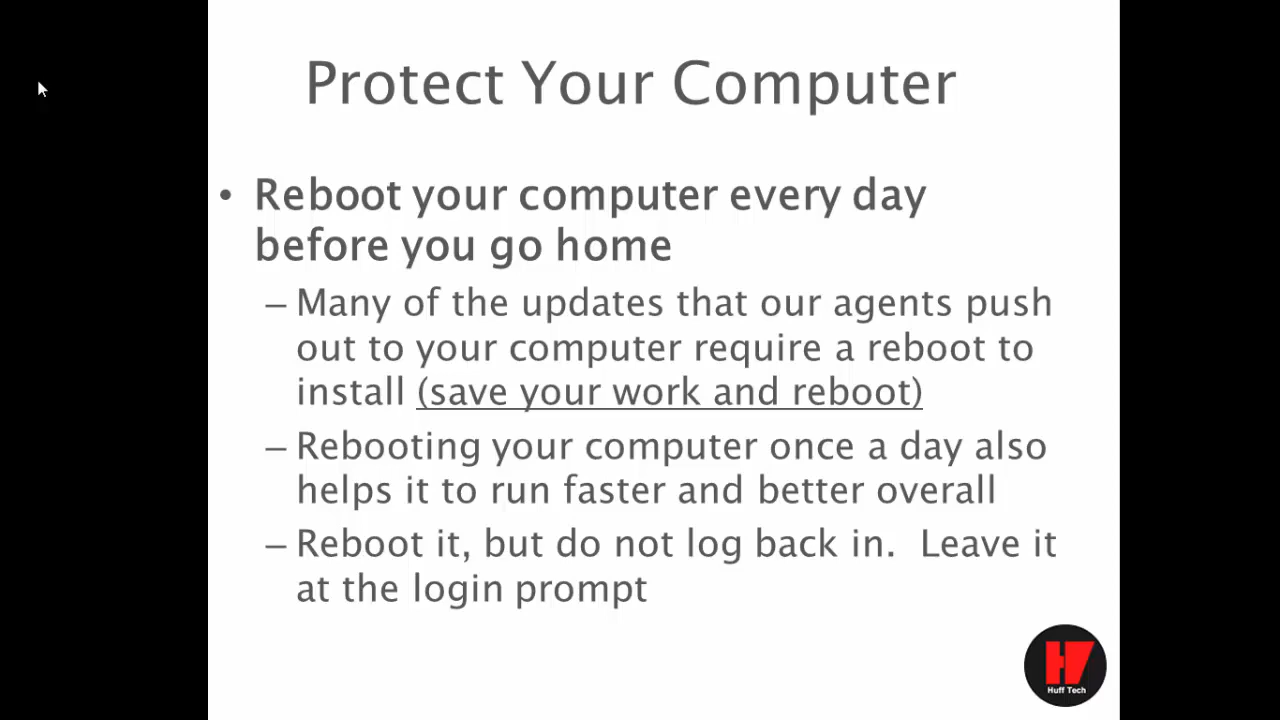 Protect Your Computer
• Reboot your computer every day
before you go home
– Many of the updates that our agents push
out to your computer require a reboot to
install (save your work and reboot)
– Rebooting your computer once a day also
helps it to run faster and better overall
– Reboot it, but do not log back in.  Leave it
at the login prompt
H7
Huff Tech